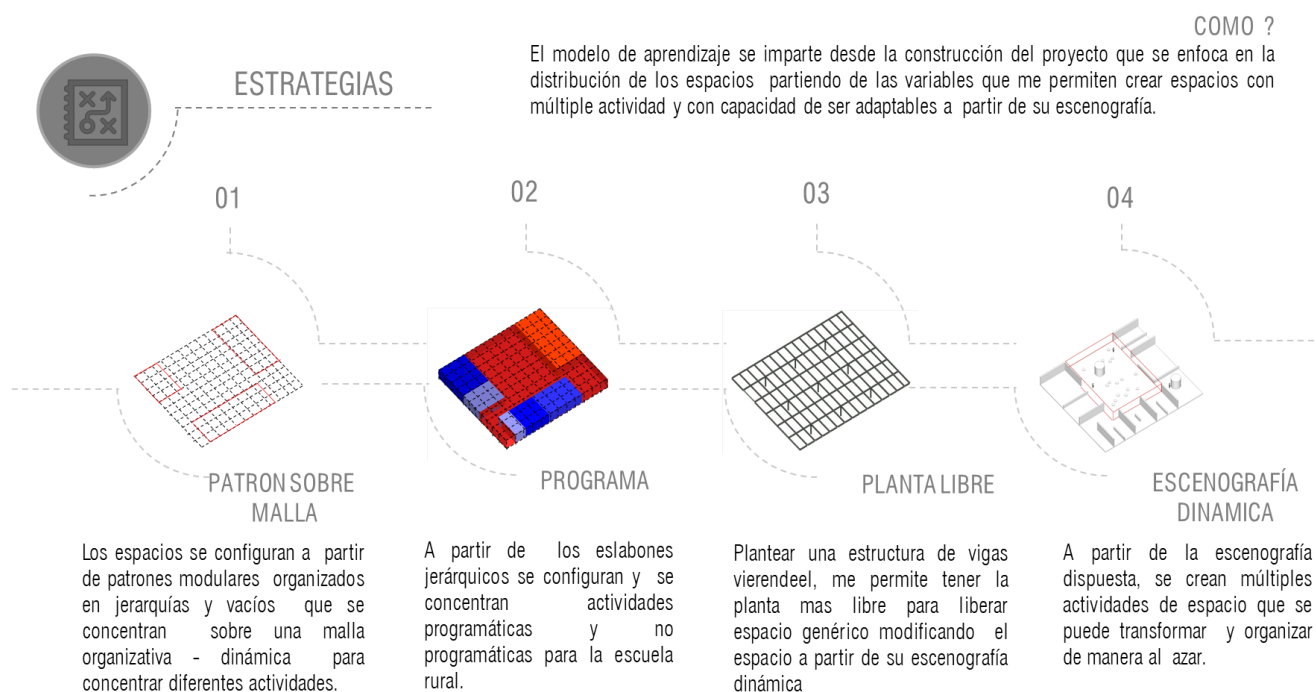 COMO ?
El modelo de aprendizaje se imparte desde la construcción del proyecto que se enfoca en la
distribución de los espacios partiendo de las variables que me permiten crear espacios con
múltiple actividad y con capacidad de ser adaptables a partir de su escenografía.
ESTRATEGIAS
01
02
03
04
PATRON SOBRE
MALLA
Los espacios se configuran a partir
de patrones modulares organizados
en jerarquías y vacíos que se
concentran sobre una malla
organizativa - dinámica para
concentrar diferentes actividades.
PROGRAMA
A partir de los eslabones
jerárquicos se configuran y se
concentran actividades
programáticas y no
programáticas para la escuela
rural.
PLANTA LIBRE
Plantear una estructura de vigas
vierendeel, me permite tener la
planta mas libre para liberar
espacio genérico modificando el
espacio a partir de su escenografía
dinámica
ESCENOGRAFÍA
DINAMICA
A partir de la escenografía
dispuesta, se crean múltiples
actividades de espacio que se
puede transformar y organizar
de manera al azar.